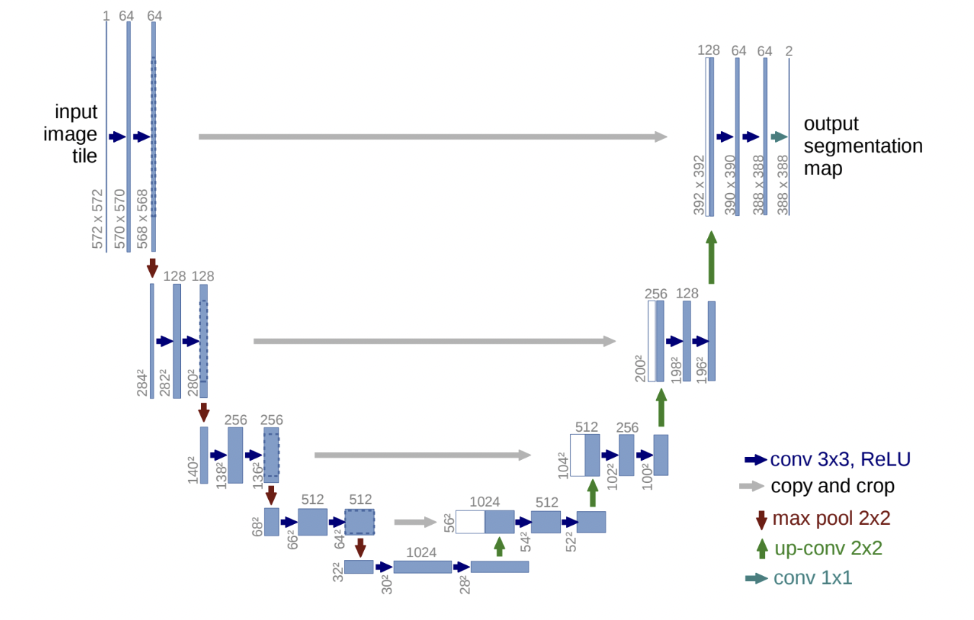 1 64 64
128 64 64 2
input
image
tile
output
segmentation
map
572 x 572
570 x 570
568 x 568
392 x 392
390 x 390
388 x 388
388 x 388
128 128
256 128
284²
282²
280²
200²
198²
196²
256 256
512 256
140²
138²
136²
104²
102²
100²
512 512
1024 512
68²
66²
64²
56²
54²
52²
1024
32²
30²
28²
conv 3x3, ReLU
copy and crop
max pool 2x2
up-conv 2x2
conv 1x1